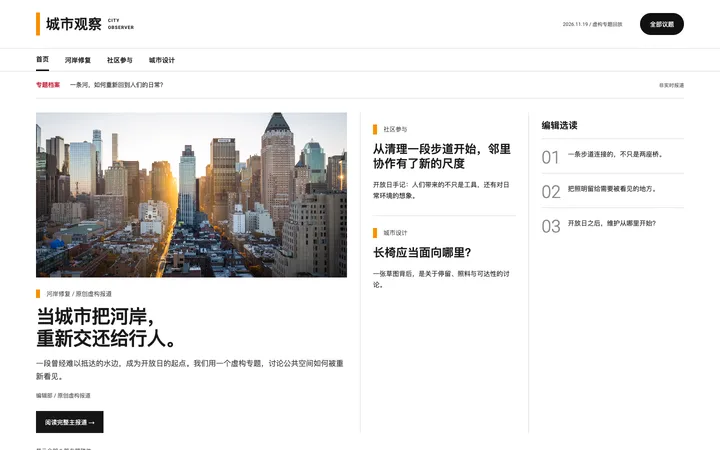 城市观察
CITY
OBSERVER
2026.11.19 / 虚构专题回放
全部议题
首页
河岸修复
社区参与
城市设计
专题档案
一条河，如何重新回到人们的日常？
非实时报道
河岸修复 / 原创虚构报道
当城市把河岸，
重新交还给行人。
一段曾经难以抵达的水边，成为开放日的起点。我们用一个虚构专题，讨论公共空间如何被重
新看见。
编辑部 / 原创虚构报道
阅读完整主报道 →
社区参与
从清理一段步道开始，邻里
协作有了新的尺度
开放日手记：人们带来的不只是工具，还有对日
常环境的想象。
城市设计
长椅应当面向哪里？
一张草图背后，是关于停留、照料与可达性的讨
论。
编辑选读
01
一条步道连接的，不只是两座桥。
02
把照明留给需要被看见的地方。
03
开放日之后，维护从哪里开始？